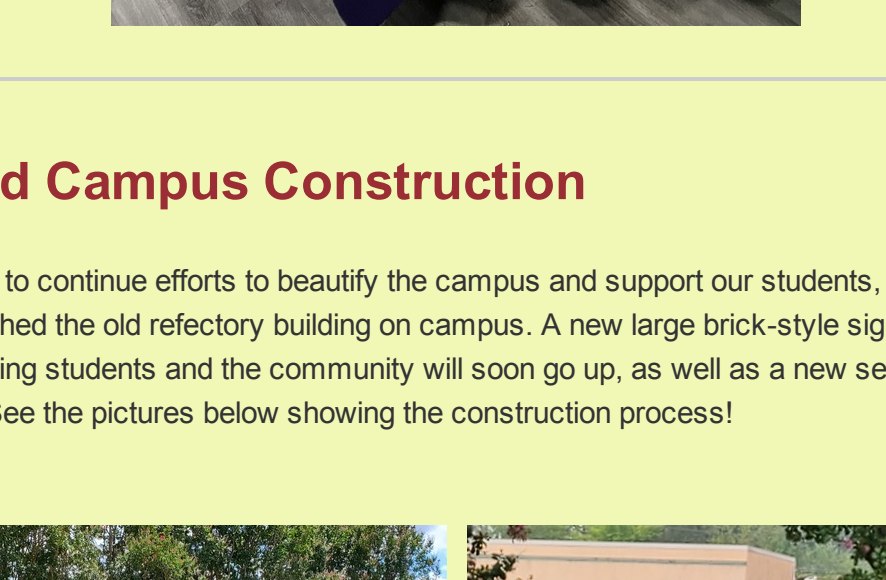 d Campus Construction
to continue efforts to beautify the campus and support our students,
hed the old refectory building on campus. A new large brick-style sig
ing students and the community will soon go up, as well as a new se
See the pictures below showing the construction process!